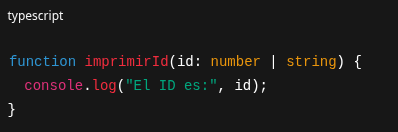 typescript
function imprimirId(id: number | string) {
  console.log("El ID es:", id);
}